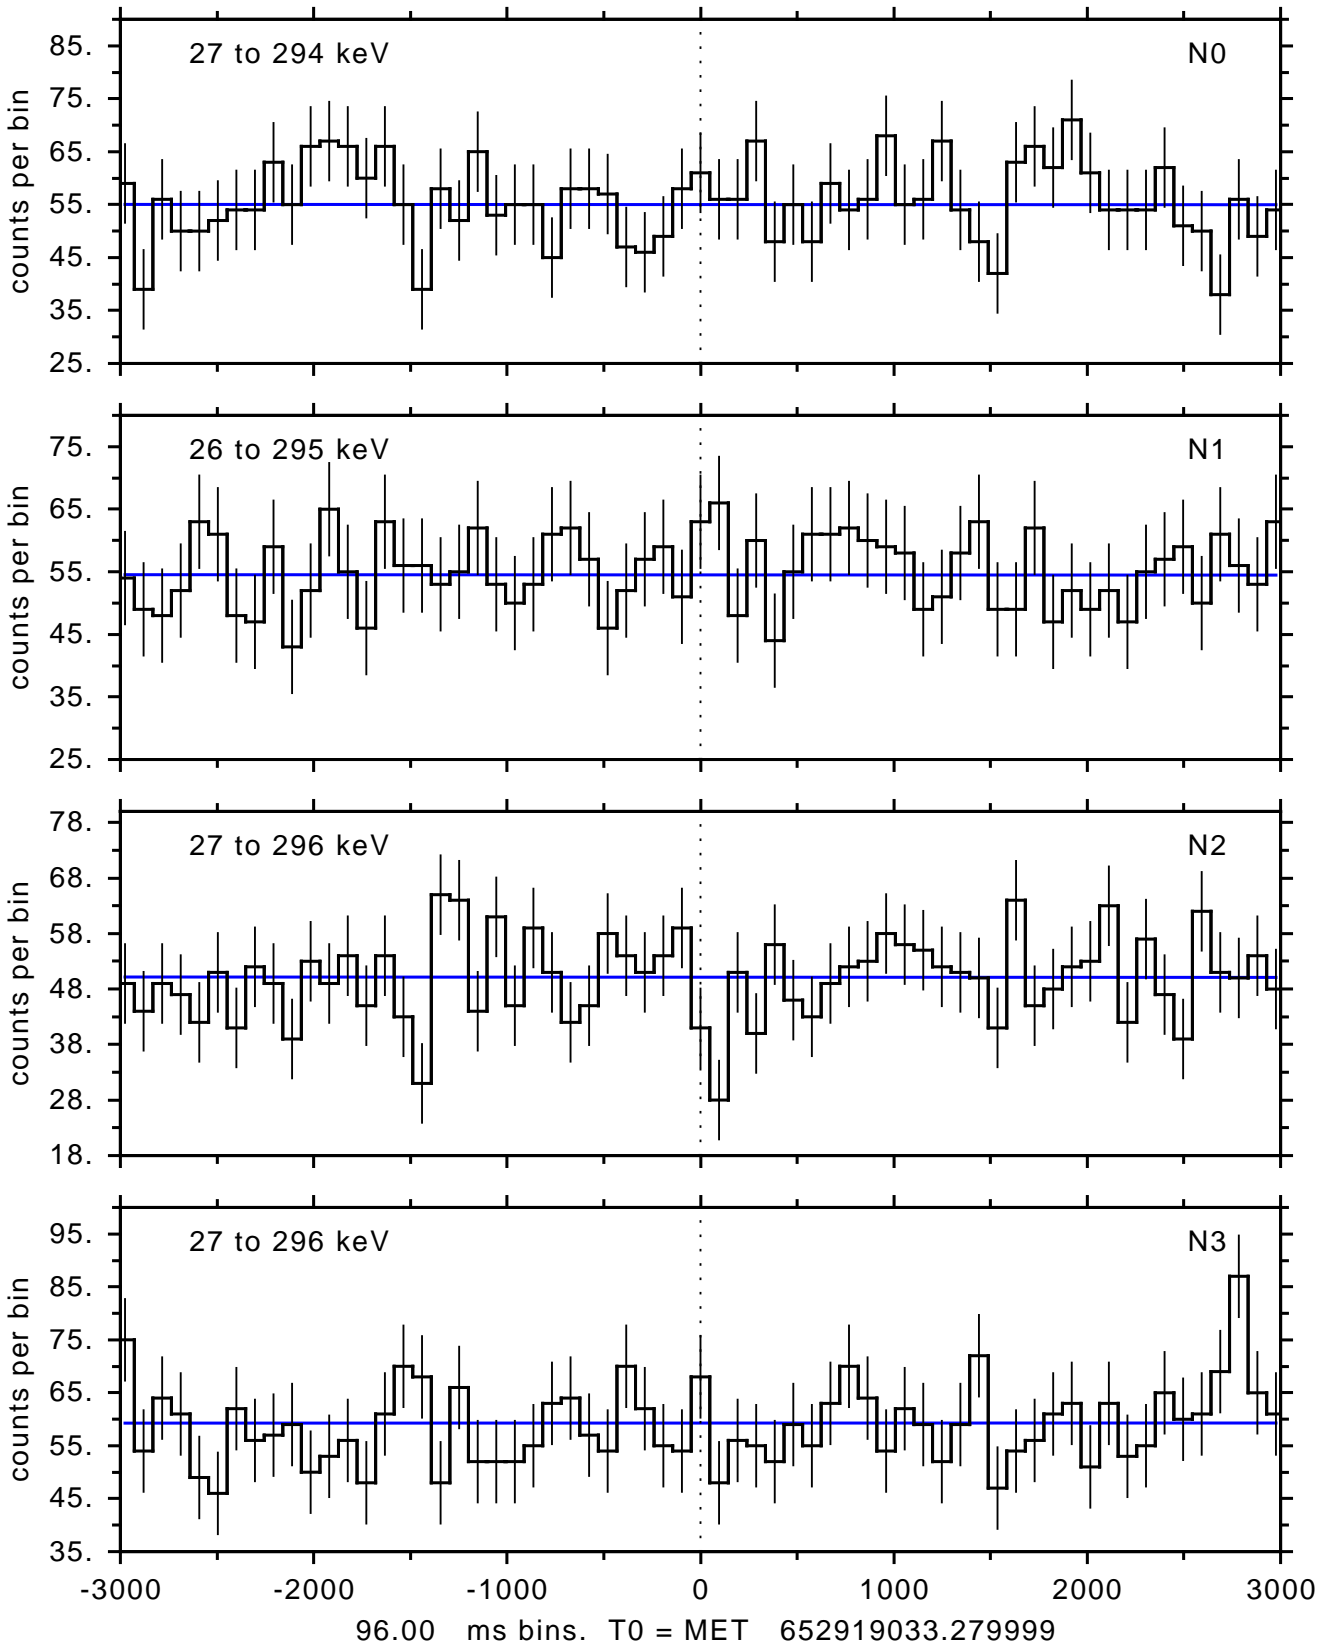 27 to 294 keV N0
85.
75.
65.
55.
45.
35.
25.
counts per bin
26 to 295 keV N1
75.
65.
55.
45.
35.
25.
counts per bin
27 to 296 keV N2
78.
68.
58.
48.
38.
28.
18.
counts per bin
27 to 296 keV N3
95.
85.
75.
65.
55.
45.
35.
counts per bin
-3000 -2000 -1000 0 1000 2000 3000
96.00 ms bins. T0 = MET 652919033.279999